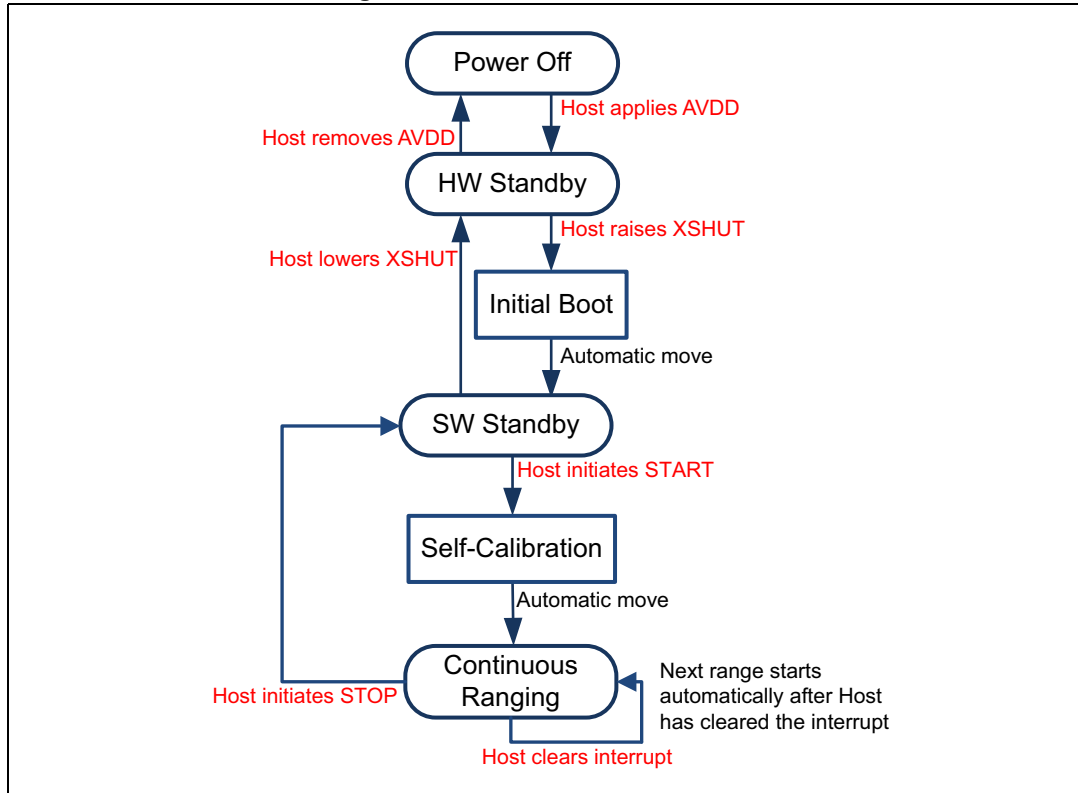 Power Off
Host applies AVDD
Host removes AVDD
HW Standby
Host raises XSHUT
Host lowers XSHUT
Initial Boot
Automatic move
SW Standby
Host initiates START
Self-Calibration
Automatic move
Continuous
Ranging
Next range starts
automatically after Host
has cleared the interrupt
Host initiates STOP
Host clears interrupt